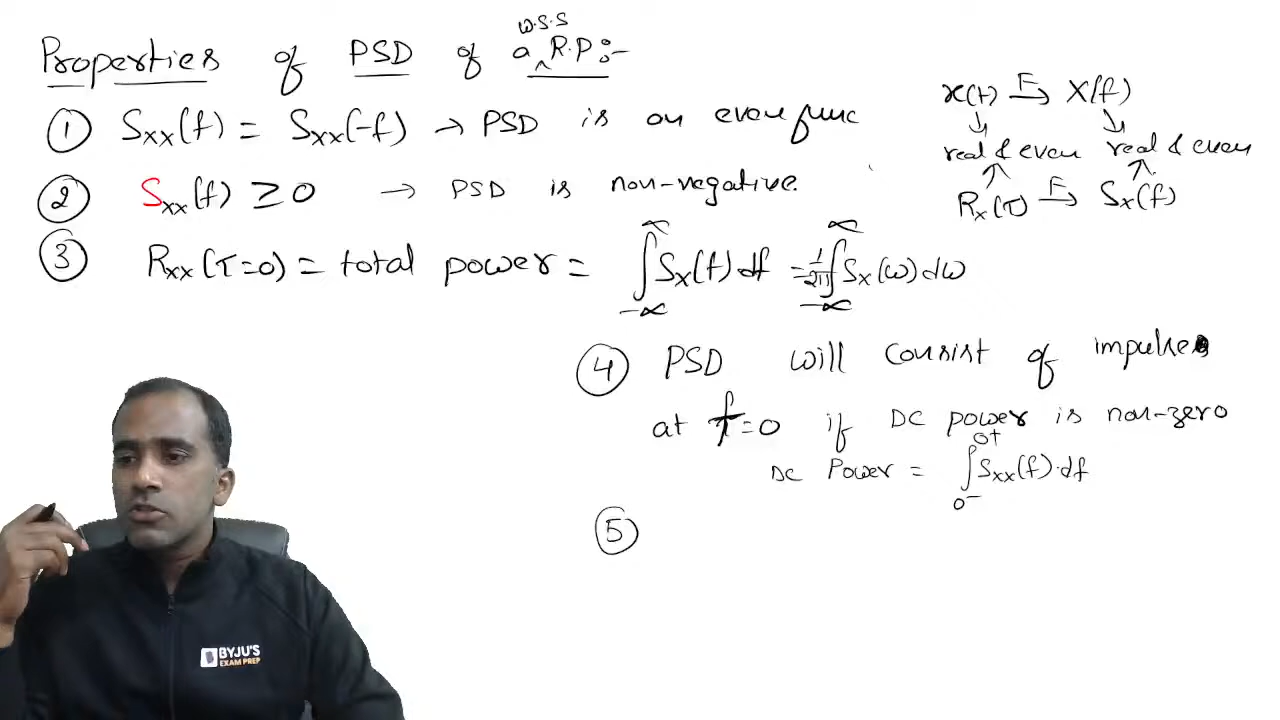 w.s.s
Properties of PSD of a ^ R.P:-
① Sxx(f) = Sxx(-f) → PSD is an even func
② Sxx(f) ≥ 0 → PSD is non-negative.
③ Rxx(τ=0) = total power = ∫_{-∞}^{∞} Sx(f) df = 1/2π ∫_{-∞}^{∞} Sx(ω) dω
x(t) —F→ X(f)
↓ ↓
real & even real & even
↑ ↑
Rx(τ) —F→ Sx(f)
④ PSD will consist of impulse
at f=0 if DC power is non-zero
DC Power = ∫_{0-}^{0+} Sxx(f)·df
⑤
BYJU'S
EXAM PREP